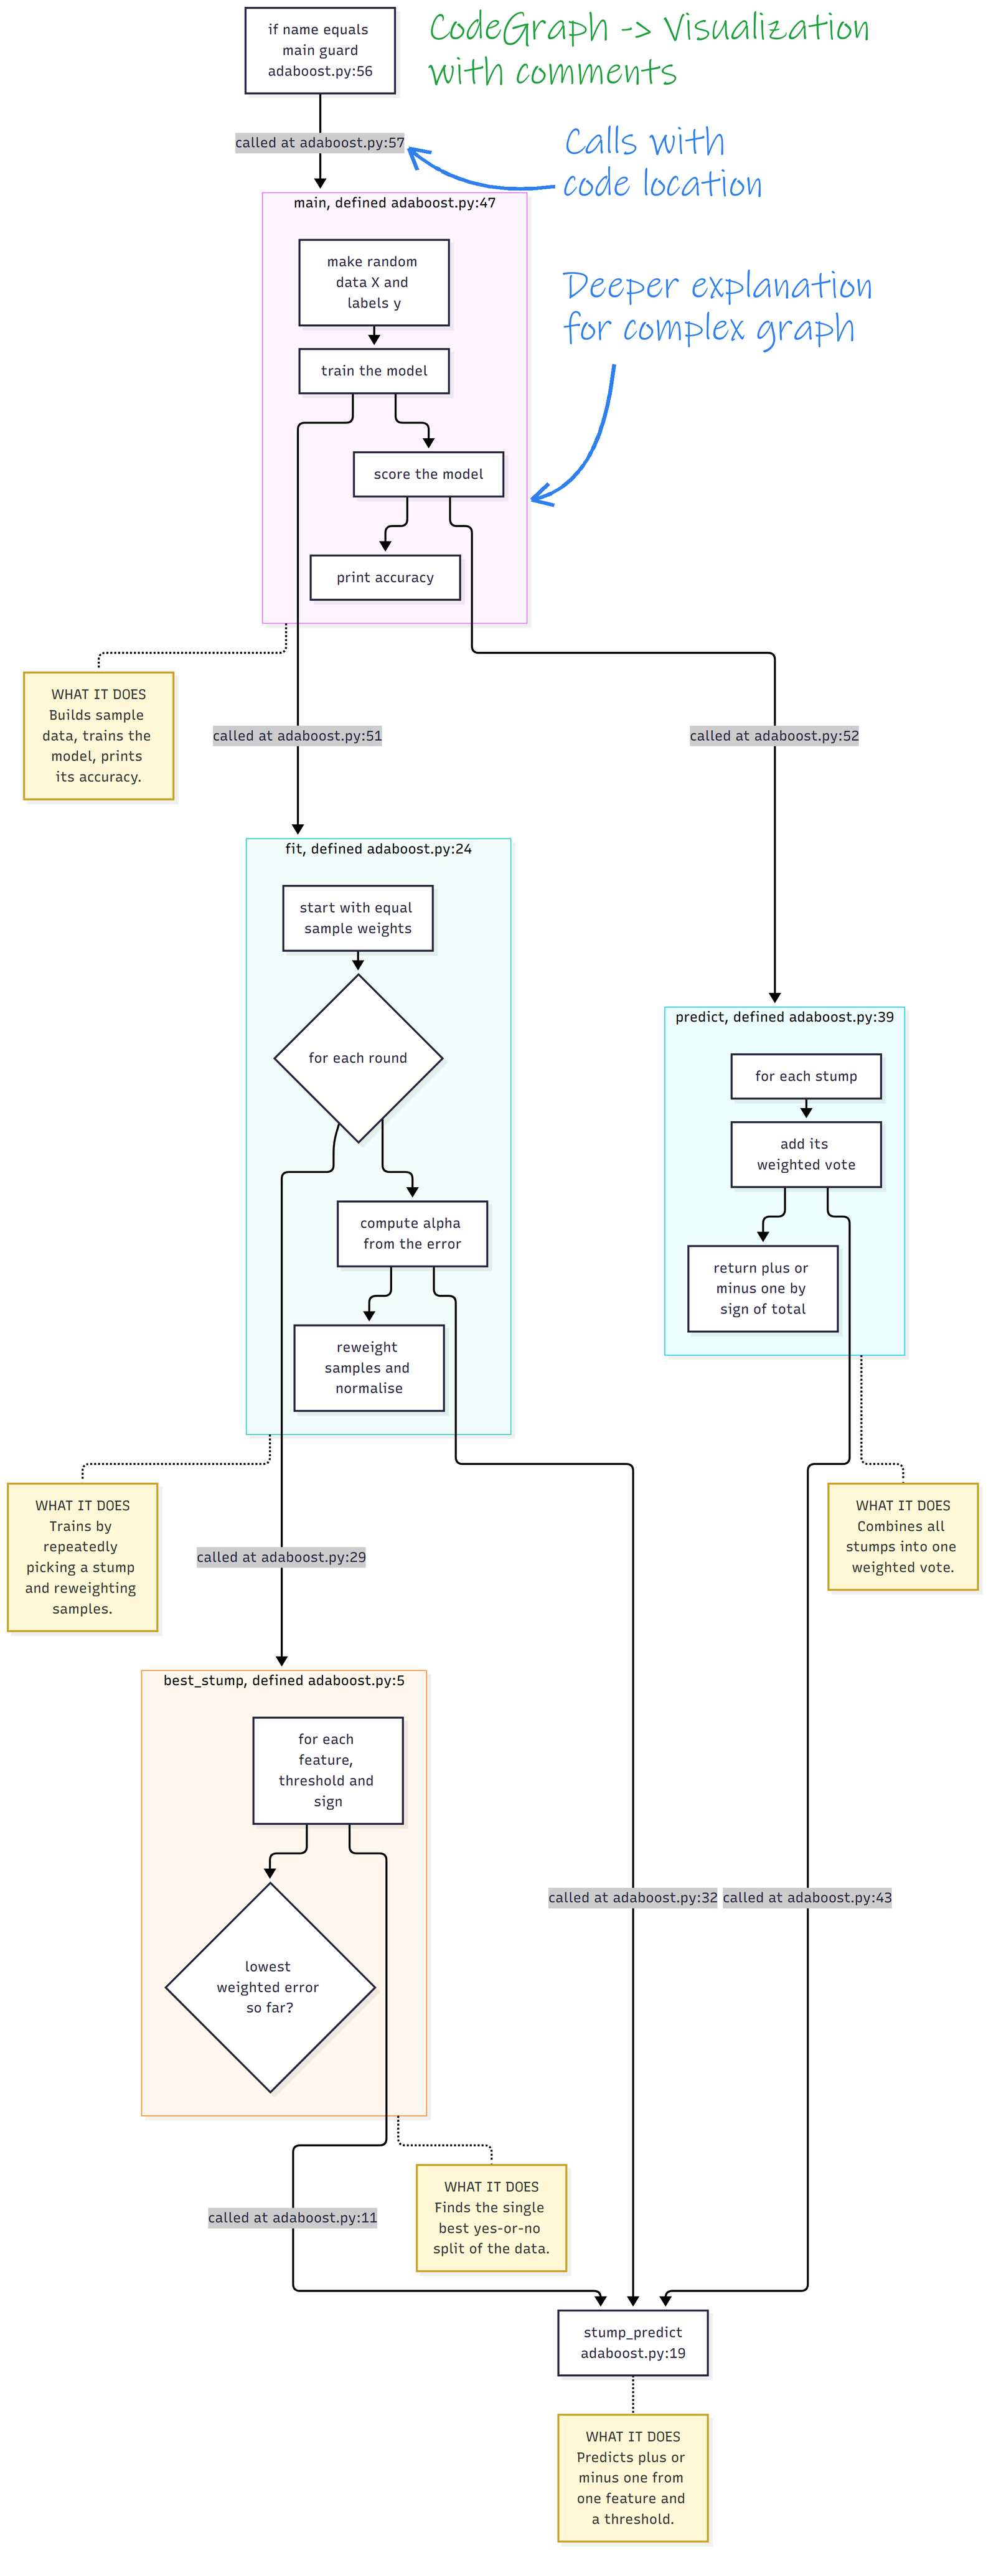 if name equals
main guard
adaboost.py:56
CodeGraph -> Visualization
with comments
called at adaboost.py:57
Calls with
code location
main, defined adaboost.py:47
make random
data X and
labels y
Deeper explanation
for complex graph
train the model
score the model
print accuracy
WHAT IT DOES
Builds sample
data, trains the
model, prints
its accuracy.
called at adaboost.py:51
called at adaboost.py:52
fit, defined adaboost.py:24
start with equal
sample weights
for each round
compute alpha
from the error
reweight
samples and
normalise
predict, defined adaboost.py:39
for each stump
add its
weighted vote
return plus or
minus one by
sign of total
WHAT IT DOES
Trains by
repeatedly
picking a stump
and reweighting
samples.
called at adaboost.py:29
WHAT IT DOES
Combines all
stumps into one
weighted vote.
best_stump, defined adaboost.py:5
for each
feature,
threshold and
sign
lowest
weighted error
so far?
called at adaboost.py:32
called at adaboost.py:43
WHAT IT DOES
Finds the single
best yes-or-no
split of the data.
called at adaboost.py:11
stump_predict
adaboost.py:19
WHAT IT DOES
Predicts plus or
minus one from
one feature and
a threshold.